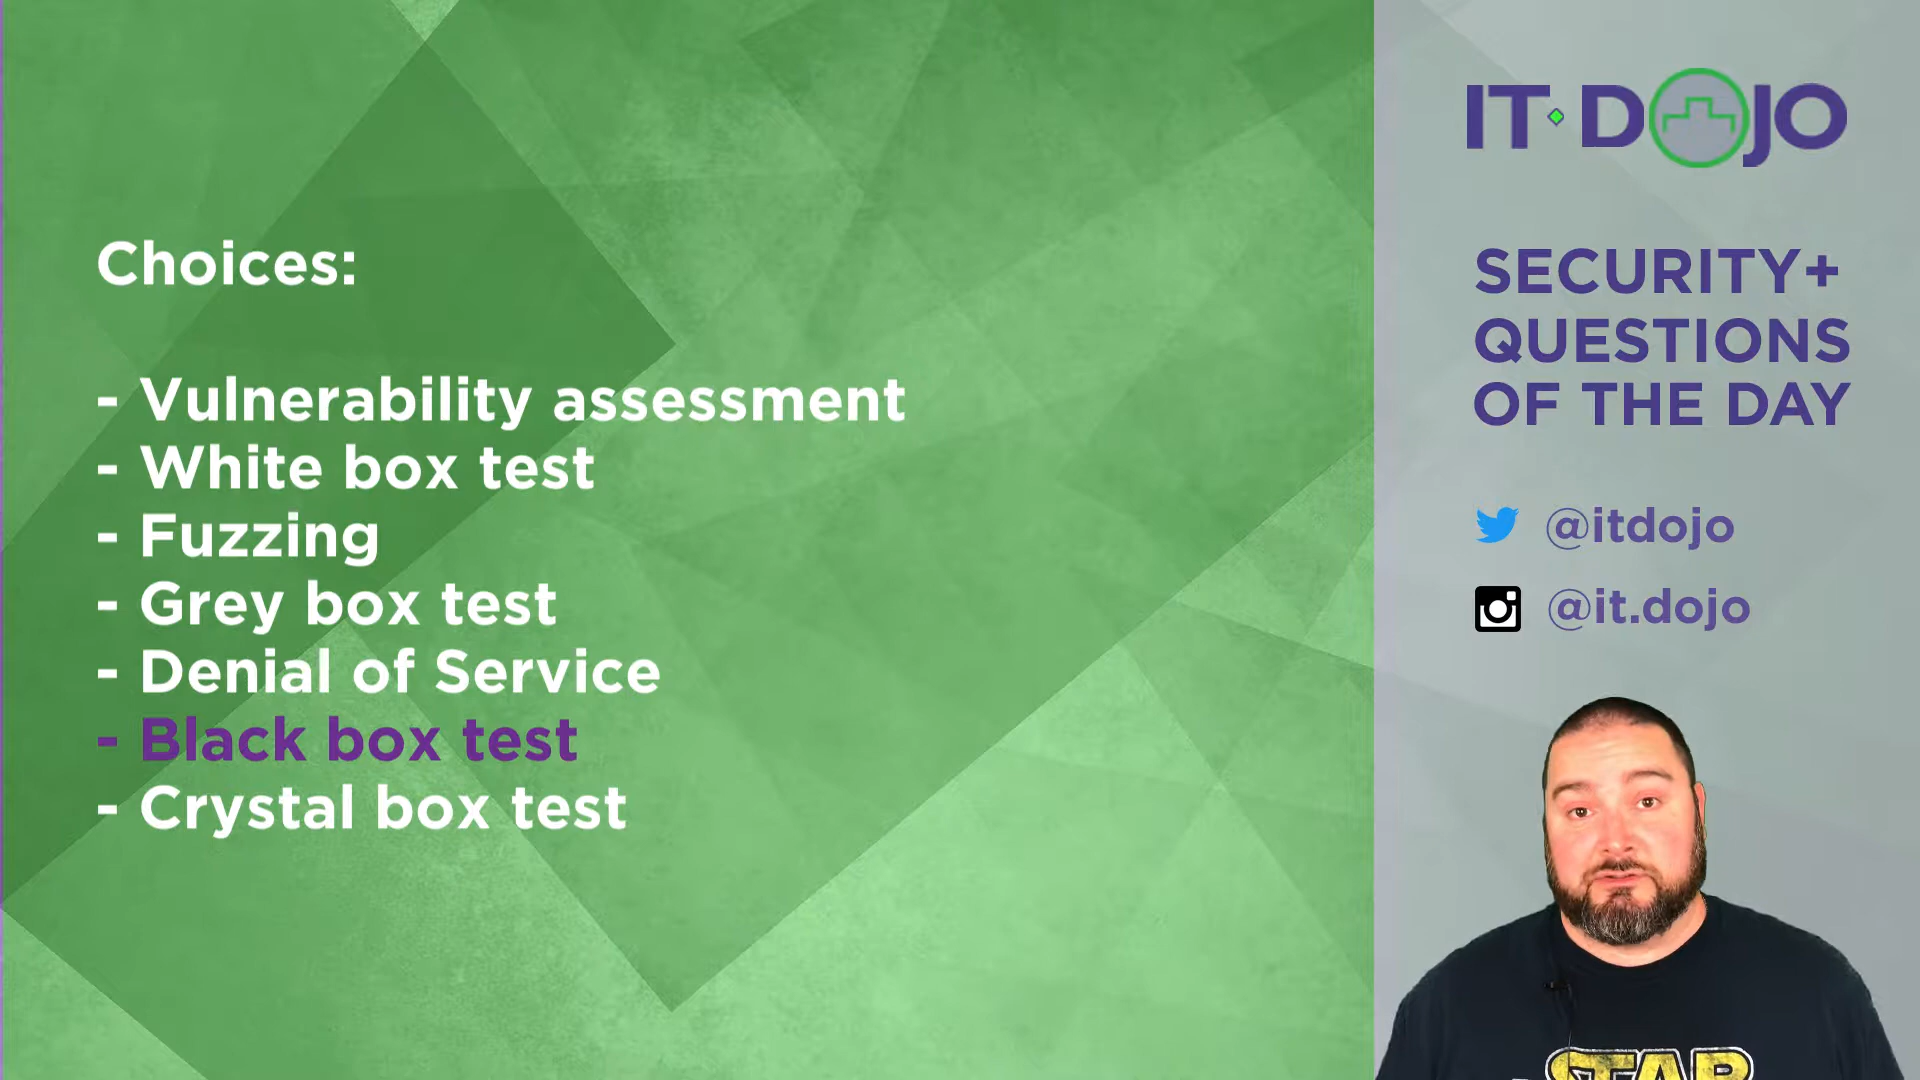 Choices:
- Vulnerability assessment
- White box test
- Fuzzing
- Grey box test
- Denial of Service
- Black box test
- Crystal box test
IT DOJO
SECURITY+
QUESTIONS
OF THE DAY
@itdojo
@it.dojo
STAR